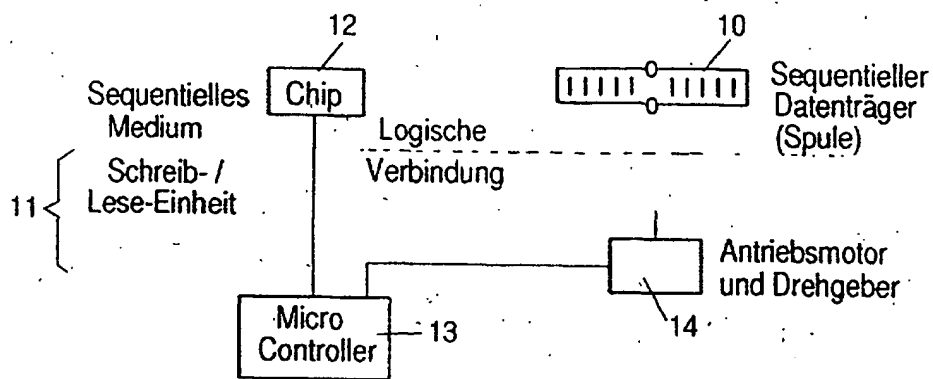 12
10
Chip
Sequentielles
Medium
Sequentieller
Datenträger
(Spule)
Logische
Verbindung
11
Schreib- /
Lese-Einheit
Antriebsmotor
und Drehgeber
14
Micro
Controller
13